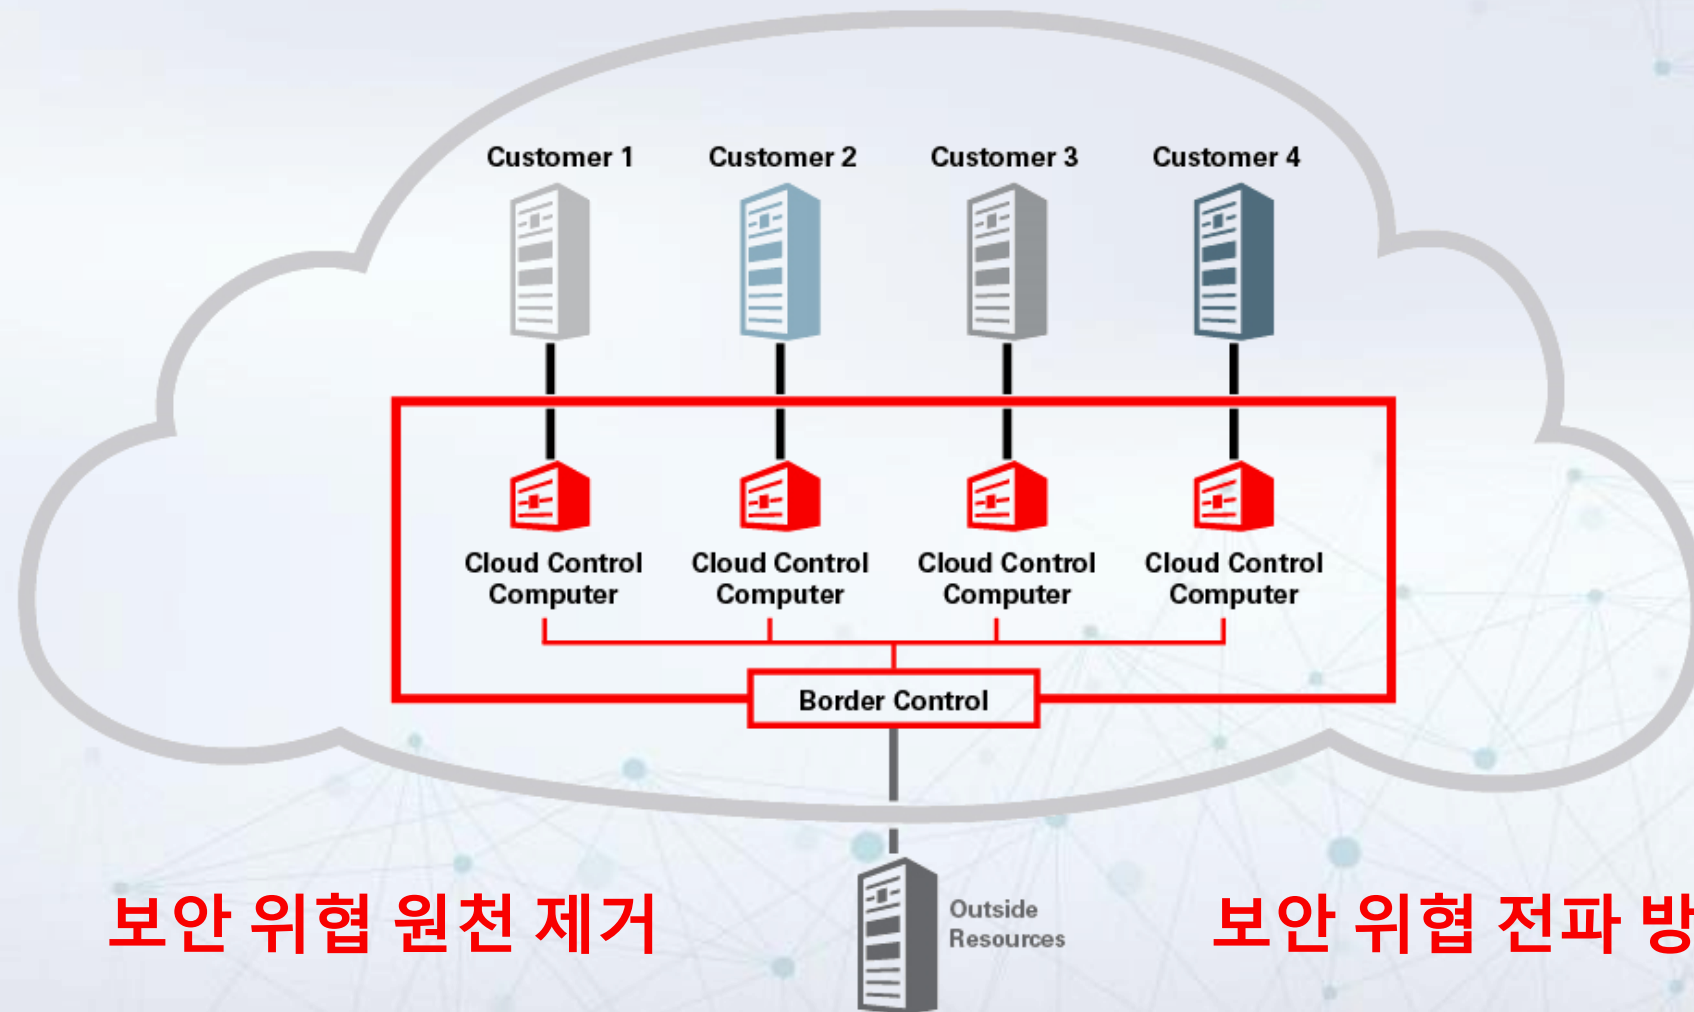 Customer 1
Customer 2
Customer 3
Customer 4
Cloud Control
Computer
Cloud Control
Computer
Cloud Control
Computer
Cloud Control
Computer
Border Control
Outside
Resources
보안 위협 원천 제거
보안 위협 전파 방